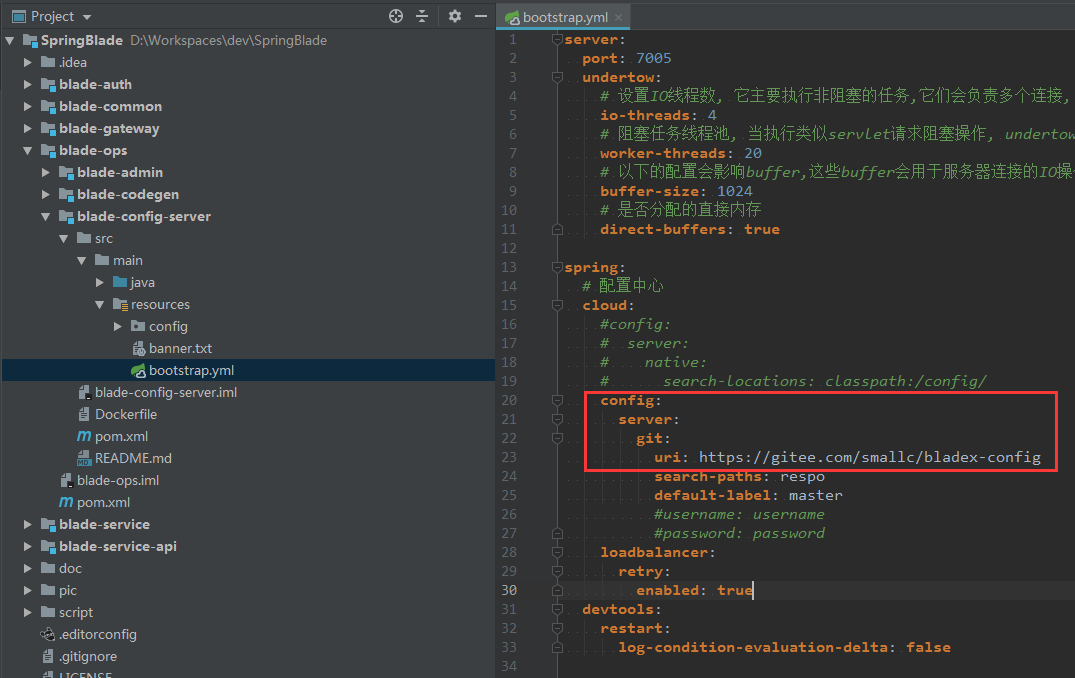 Project
SpringBlade D:\Workspaces\dev\SpringBlade
.idea
blade-auth
blade-common
blade-gateway
blade-ops
blade-admin
blade-codegen
blade-config-server
src
main
java
resources
config
banner.txt
bootstrap.yml
blade-config-server.iml
Dockerfile
pom.xml
README.md
blade-ops.iml
pom.xml
blade-service
blade-service-api
doc
pic
script
.editorconfig
.gitignore
LICENSE
bootstrap.yml
1 server:
2 port: 7005
3 undertow:
4 # 设置IO线程数, 它主要执行非阻塞的任务,它们会负责多个连接,
5 io-threads: 4
6 # 阻塞任务线程池, 当执行类似servlet请求阻塞操作, undertow
7 worker-threads: 20
8 # 以下的配置会影响buffer,这些buffer会用于服务器连接的IO操
9 buffer-size: 1024
10 # 是否分配的直接内存
11 direct-buffers: true
12
13 spring:
14 # 配置中心
15 cloud:
16 #config:
17 # server:
18 # native:
19 # search-locations: classpath:/config/
20 config:
21 server:
22 git:
23 uri: https://gitee.com/smallc/bladex-config
24 search-paths: respo
25 default-label: master
26 #username: username
27 #password: password
28 loadbalancer:
29 retry:
30 enabled: true
31 devtools:
32 restart:
33 log-condition-evaluation-delta: false
34